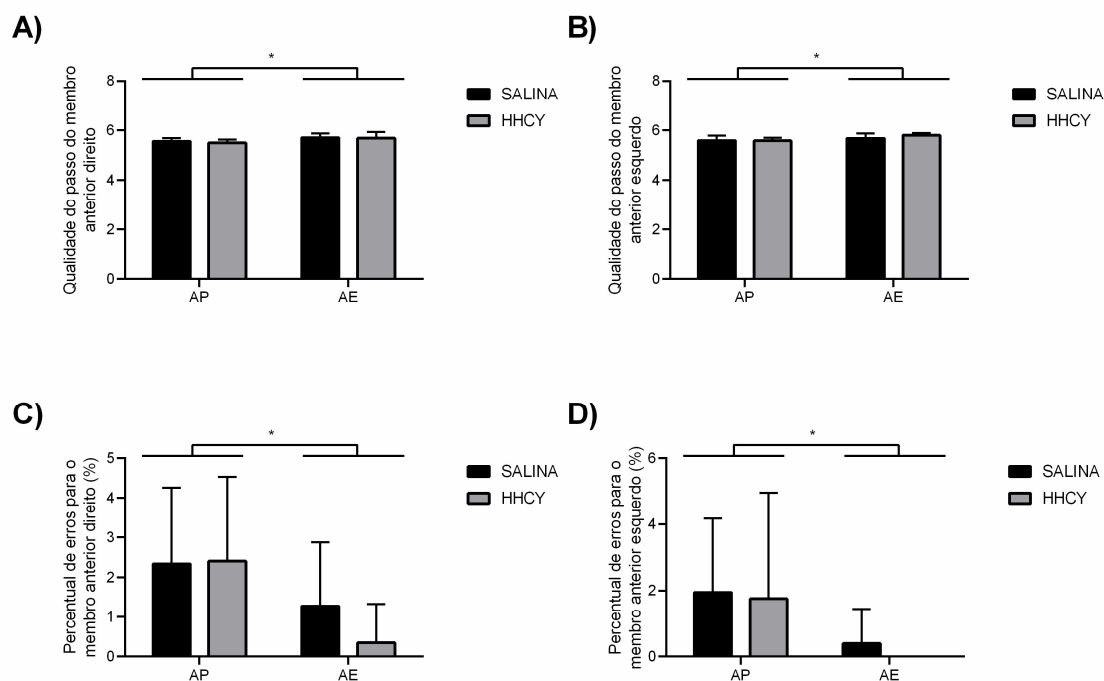 A)
*
Qualidade do passo do membro
anterior direito
8
6
4
2
0
AP
AE
SALINA
HHCY
B)
*
Qualidade do passo do membro
anterior esquerdo
8
6
4
2
0
AP
AE
SALINA
HHCY
C)
*
Percentual de erros para o
membro anterior direito (%)
5
4
3
2
1
0
AP
AE
SALINA
HHCY
D)
*
Percentual de erros para o
membro anterior esquerdo (%)
6
4
2
0
AP
AE
SALINA
HHCY